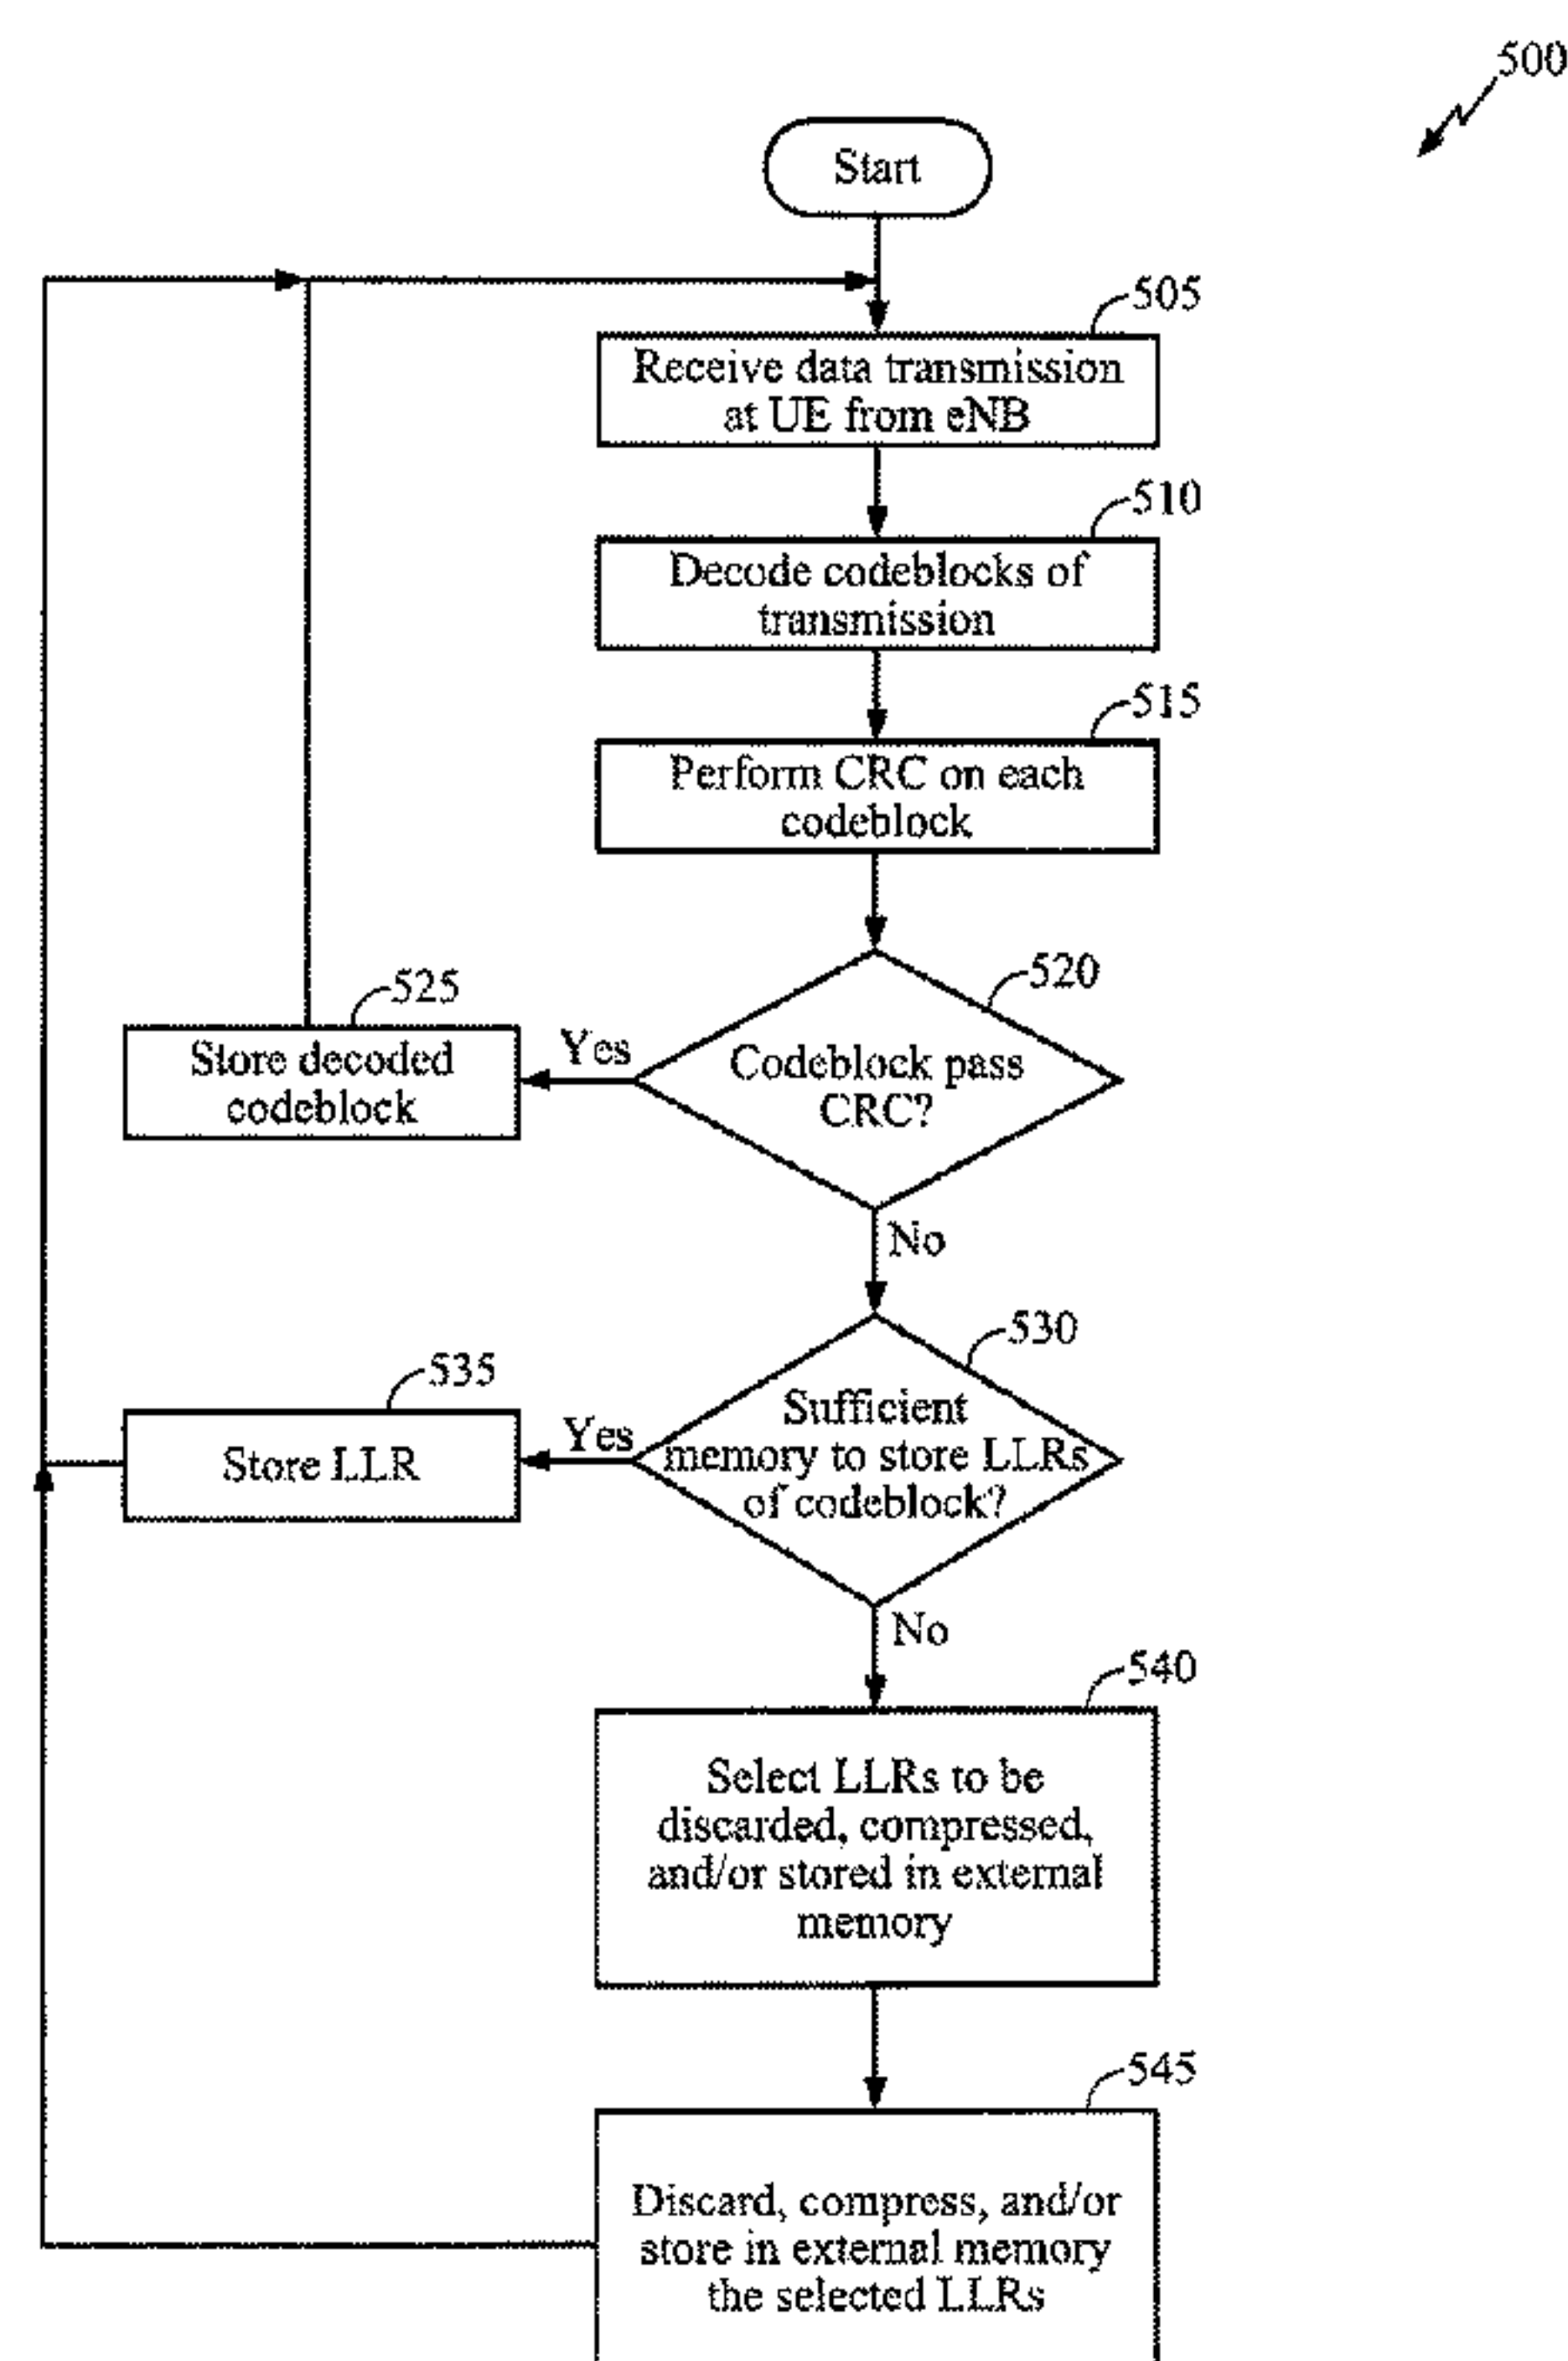 500
Start
505
Receive data transmission
at UE from eNB
510
Decode codeblocks of
transmission
515
Perform CRC on each
codeblock
520
Codeblock pass
CRC?
Yes
525
Store decoded
codeblock
No
530
Sufficient
memory to store LLRs
of codeblock?
Yes
535
Store LLR
No
540
Select LLRs to be
discarded, compressed,
and/or stored in external
memory
545
Discard, compress, and/or
store in external memory
the selected LLRs